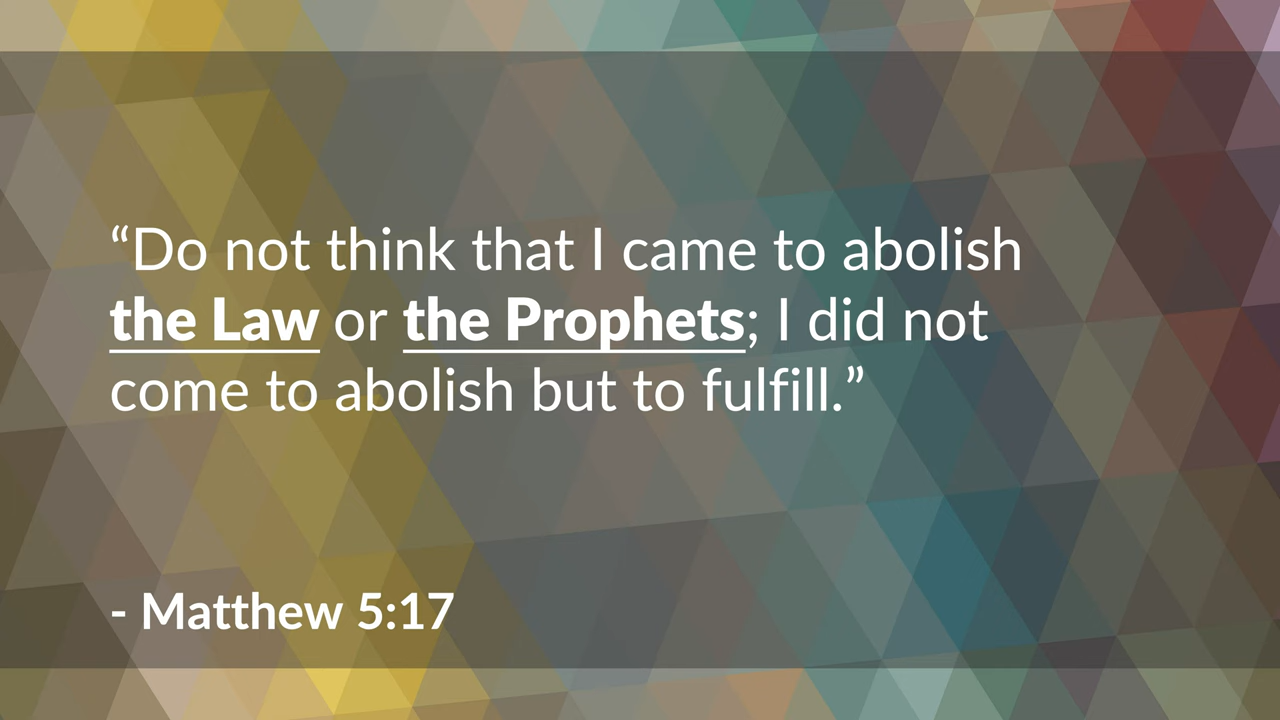 “Do not think that I came to abolish
the Law or the Prophets; I did not
come to abolish but to fulfill.”
- Matthew 5:17